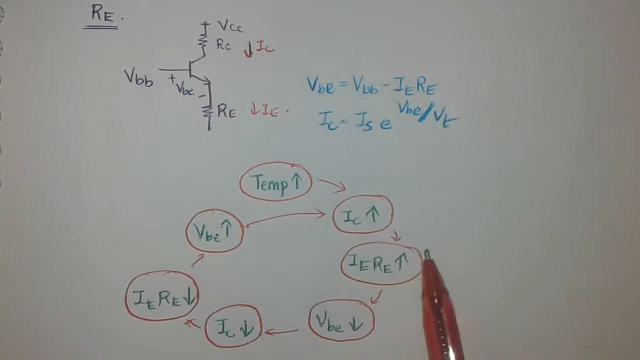 RE.
Vcc
Rc ↓ Ic
Vbb
+
Vbe
-
RE ↓ IE.
Vbe = Vbb - IERE
Ic = Is e Vbe/Vt
Temp ↑
Ic ↑
IERE ↑
Vbe ↓
Ic ↓
IERE ↓
Vbe ↑